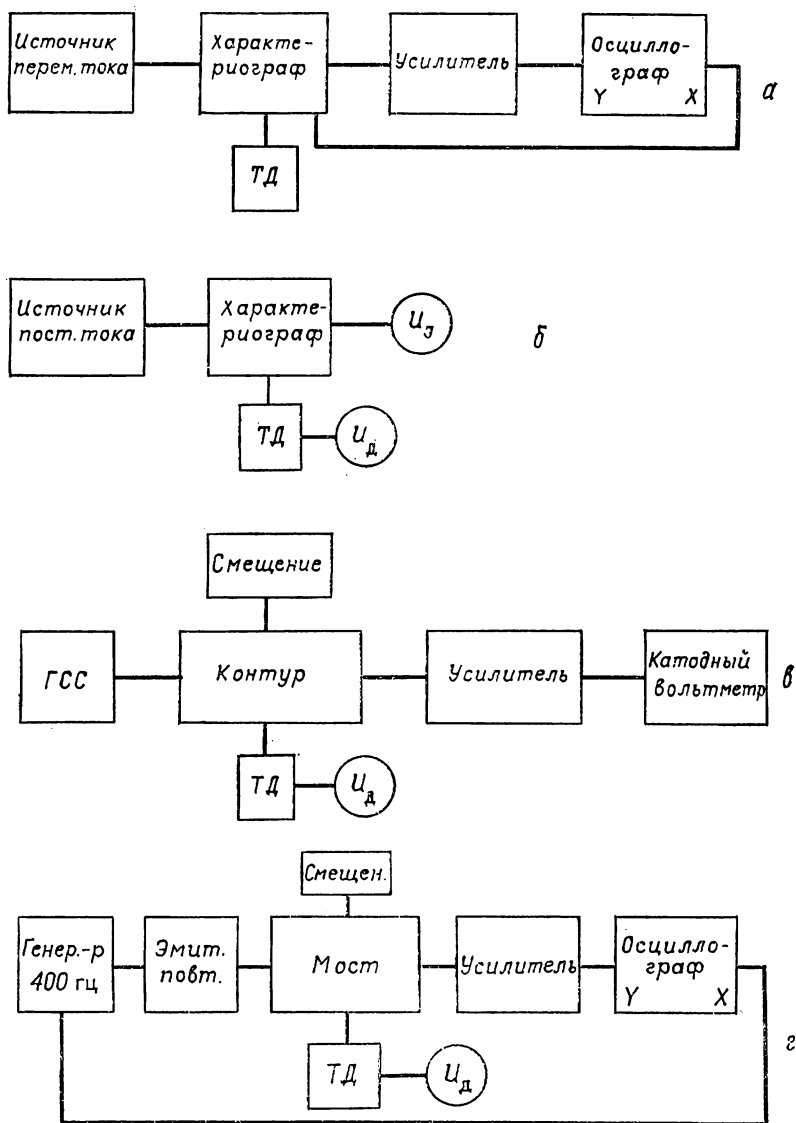 Источник
перем. тока
Характе-
риограф
Усилитель
Осцилло-
граф
Y X
а
ТД
Источник
пост. тока
Характе-
риограф
Uэ
б
ТД
Uд
Смещение
ГСС
Контур
Усилитель
Катодный
вольтметр
в
ТД
Uд
Смещен.
Генер.-р
400 гц
Эмит.
повт.
Мост
Усилитель
Осцилло-
граф
Y X
г
ТД
Uд